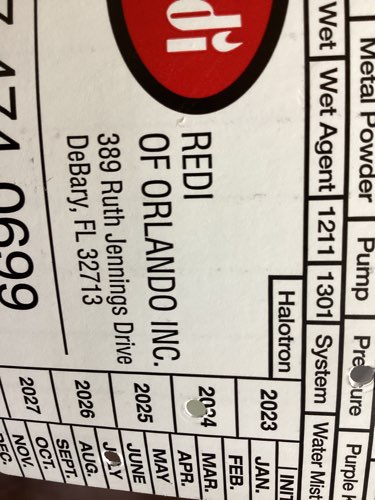 Metal Powder Pump Pressure Purple K
Wet Wet Agent 1211 1301 System Water Mist
Halotron
di
REDI
OF ORLANDO INC.
389 Ruth Jennings Drive
DeBary, FL 32713
474 0699
2023
2024
2025
2026
2027
JAN.
FEB.
MAR.
APR.
MAY
JULY
AUG.
SEPT.
OCT.
NOV.
DEC.